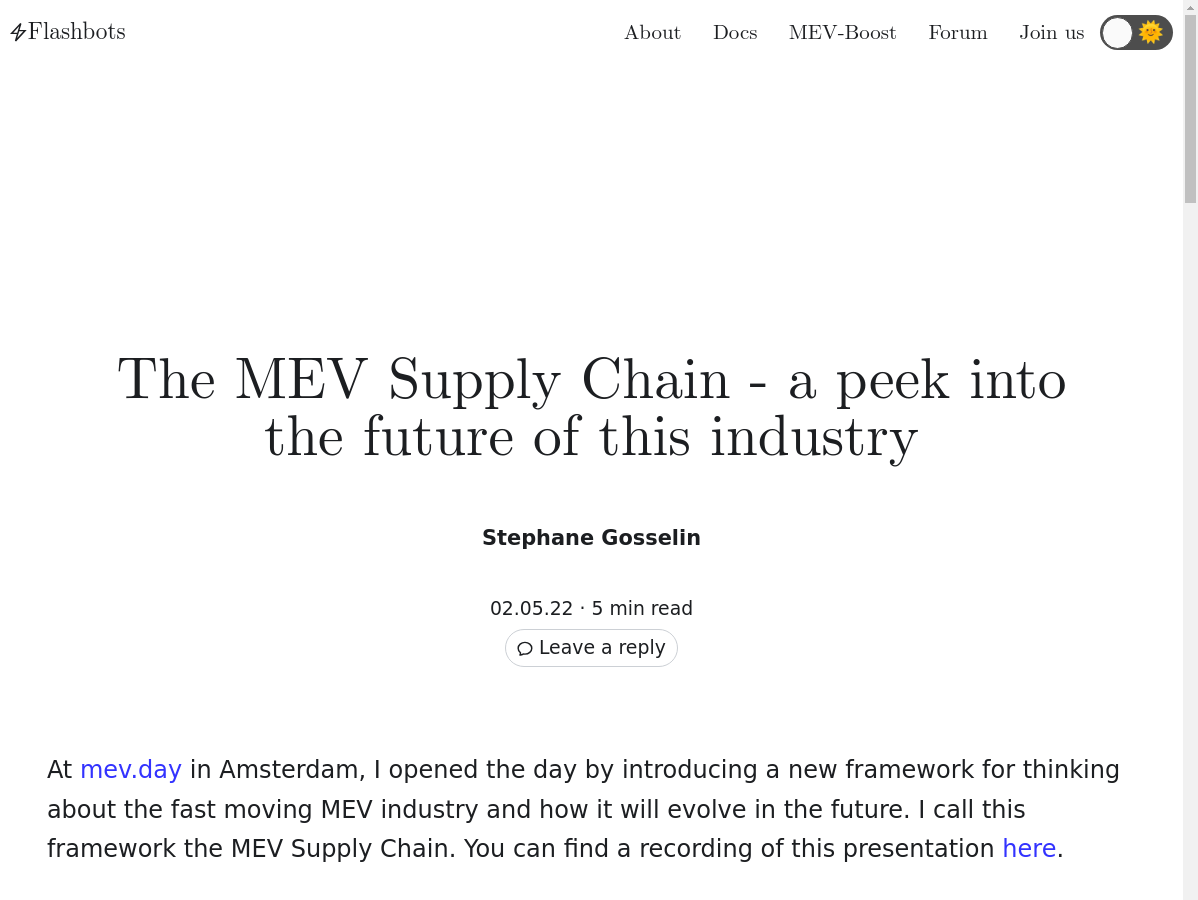 Flashbots
About Docs MEV-Boost Forum Join us
The MEV Supply Chain - a peek into
the future of this industry
Stephane Gosselin
02.05.22 · 5 min read
Leave a reply
At mev.day in Amsterdam, I opened the day by introducing a new framework for thinking
about the fast moving MEV industry and how it will evolve in the future. I call this
framework the MEV Supply Chain. You can find a recording of this presentation here.